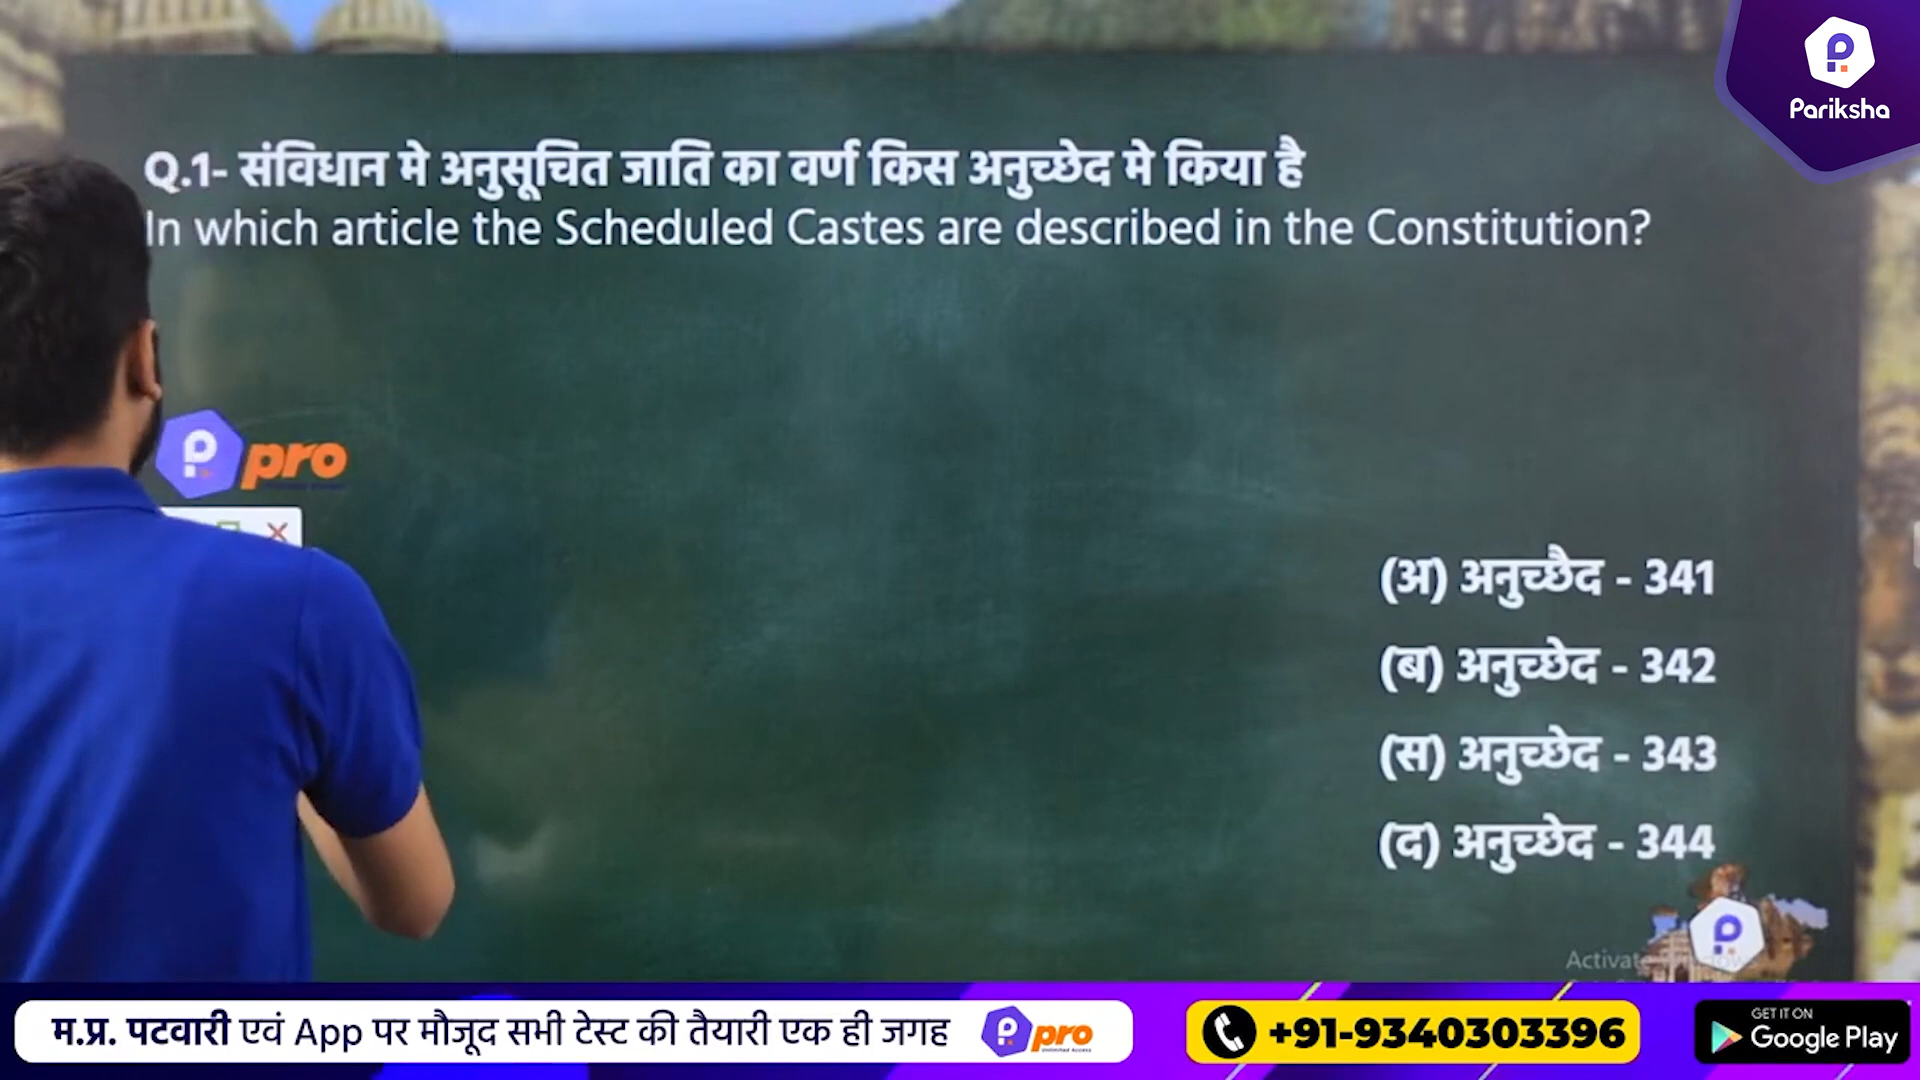 Pariksha
Q.1- संविधान मे अनुसूचित जाति का वर्ण किस अनुच्छेद मे किया है
In which article the Scheduled Castes are described in the Constitution?
pro
(अ) अनुच्छैद - 341
(ब) अनुच्छेद - 342
(स) अनुच्छेद - 343
(द) अनुच्छेद - 344
Activate
म.प्र. पटवारी एवं App पर मौजूद सभी टेस्ट की तैयारी एक ही जगह
pro
Unlimited Access
+91-9340303396
GET IT ON
Google Play